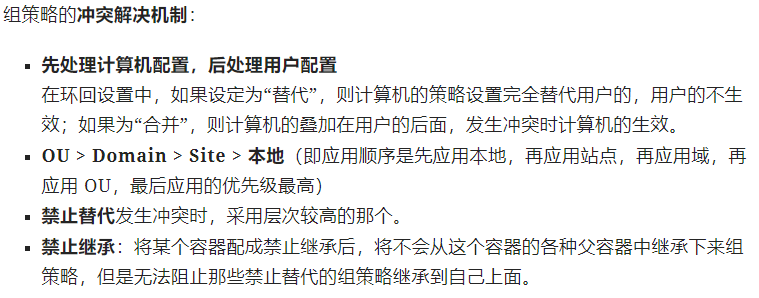 组策略的冲突解决机制：
先处理计算机配置，后处理用户配置
在环回设置中，如果设定为“替代”，则计算机的策略设置完全替代用户的，用户的不生
效；如果为“合并”，则计算机的叠加在用户的后面，发生冲突时计算机的生效。
OU > Domain > Site > 本地（即应用顺序是先应用本地，再应用站点，再应用域，再
应用 OU，最后应用的优先级最高）
禁止替代发生冲突时，采用层次较高的那个。
禁止继承：将某个容器配成禁止继承后，将不会从这个容器的各种父容器中继承下来组
策略，但是无法阻止那些禁止替代的组策略继承到自己上面。